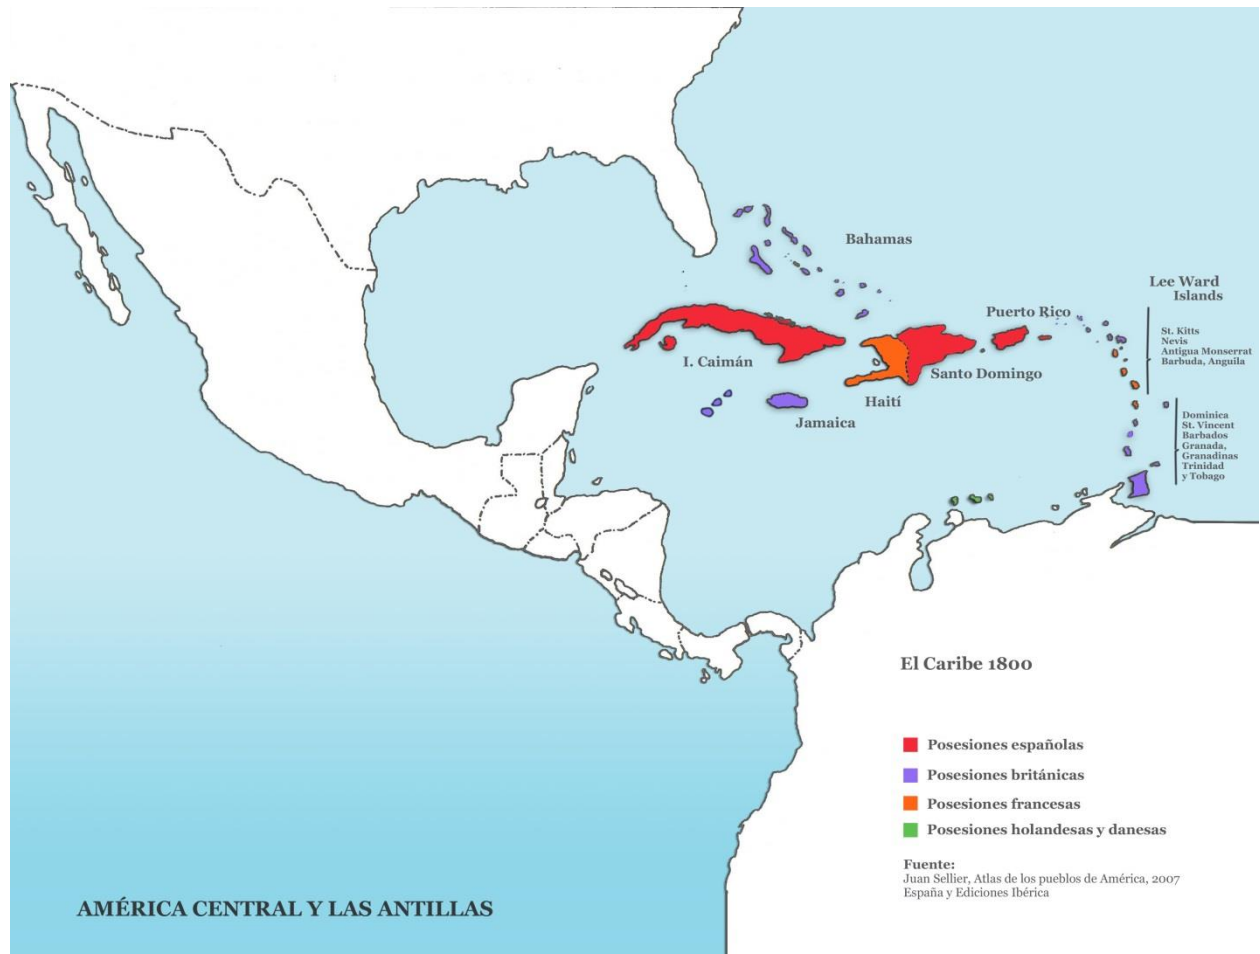 Bahamas
Lee Ward
Islands
Puerto Rico
St. Kitts
Nevis
Antigua Monserrat
Barbuda, Anguila
I. Caimán
Santo Domingo
Haití
Jamaica
Dominica
St. Vincent
Barbados
Granada,
Granadinas
Trinidad
y Tobago
El Caribe 1800
Posesiones españolas
Posesiones británicas
Posesiones francesas
Posesiones holandesas y danesas
Fuente:
Juan Sellier, Atlas de los pueblos de América, 2007
España y Ediciones Ibérica
AMÉRICA CENTRAL Y LAS ANTILLAS